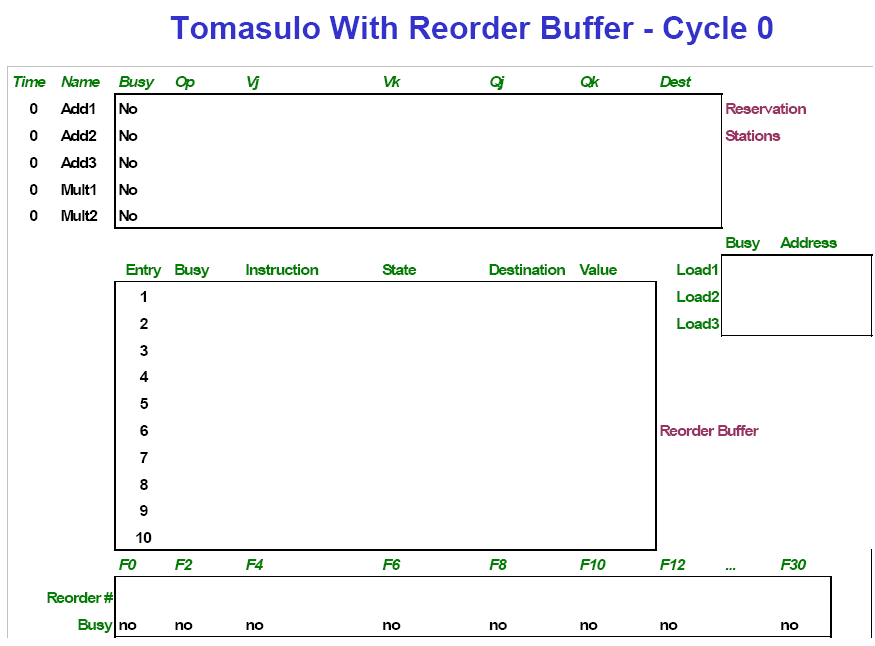 Tomasulo With Reorder Buffer - Cycle 0
Time Name Busy Op Vj Vk Qj Qk Dest
0 Add1 No Reservation
0 Add2 No Stations
0 Add3 No
0 Mult1 No
0 Mult2 No
Busy Address
Entry Busy Instruction State Destination Value Load1
1 Load2
2 Load3
3
4
5
6 Reorder Buffer
7
8
9
10
F0 F2 F4 F6 F8 F10 F12 ... F30
Reorder #
Busy no no no no no no no no